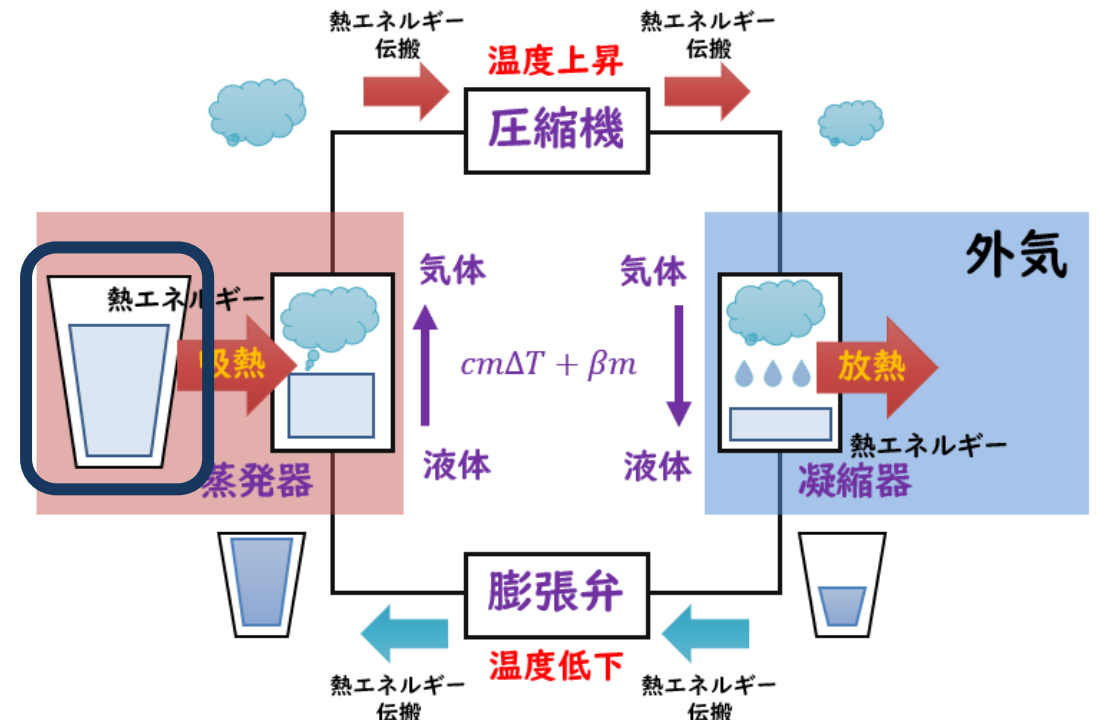 熱エネルギー
伝搬
熱エネルギー
伝搬
温度上昇
圧縮機
外気
気体
気体
熱エネルギー
吸熱
cmΔT + βm
放熱
熱エネルギー
液体
液体
蒸発器
凝縮器
膨張弁
温度低下
熱エネルギー
伝搬
熱エネルギー
伝搬